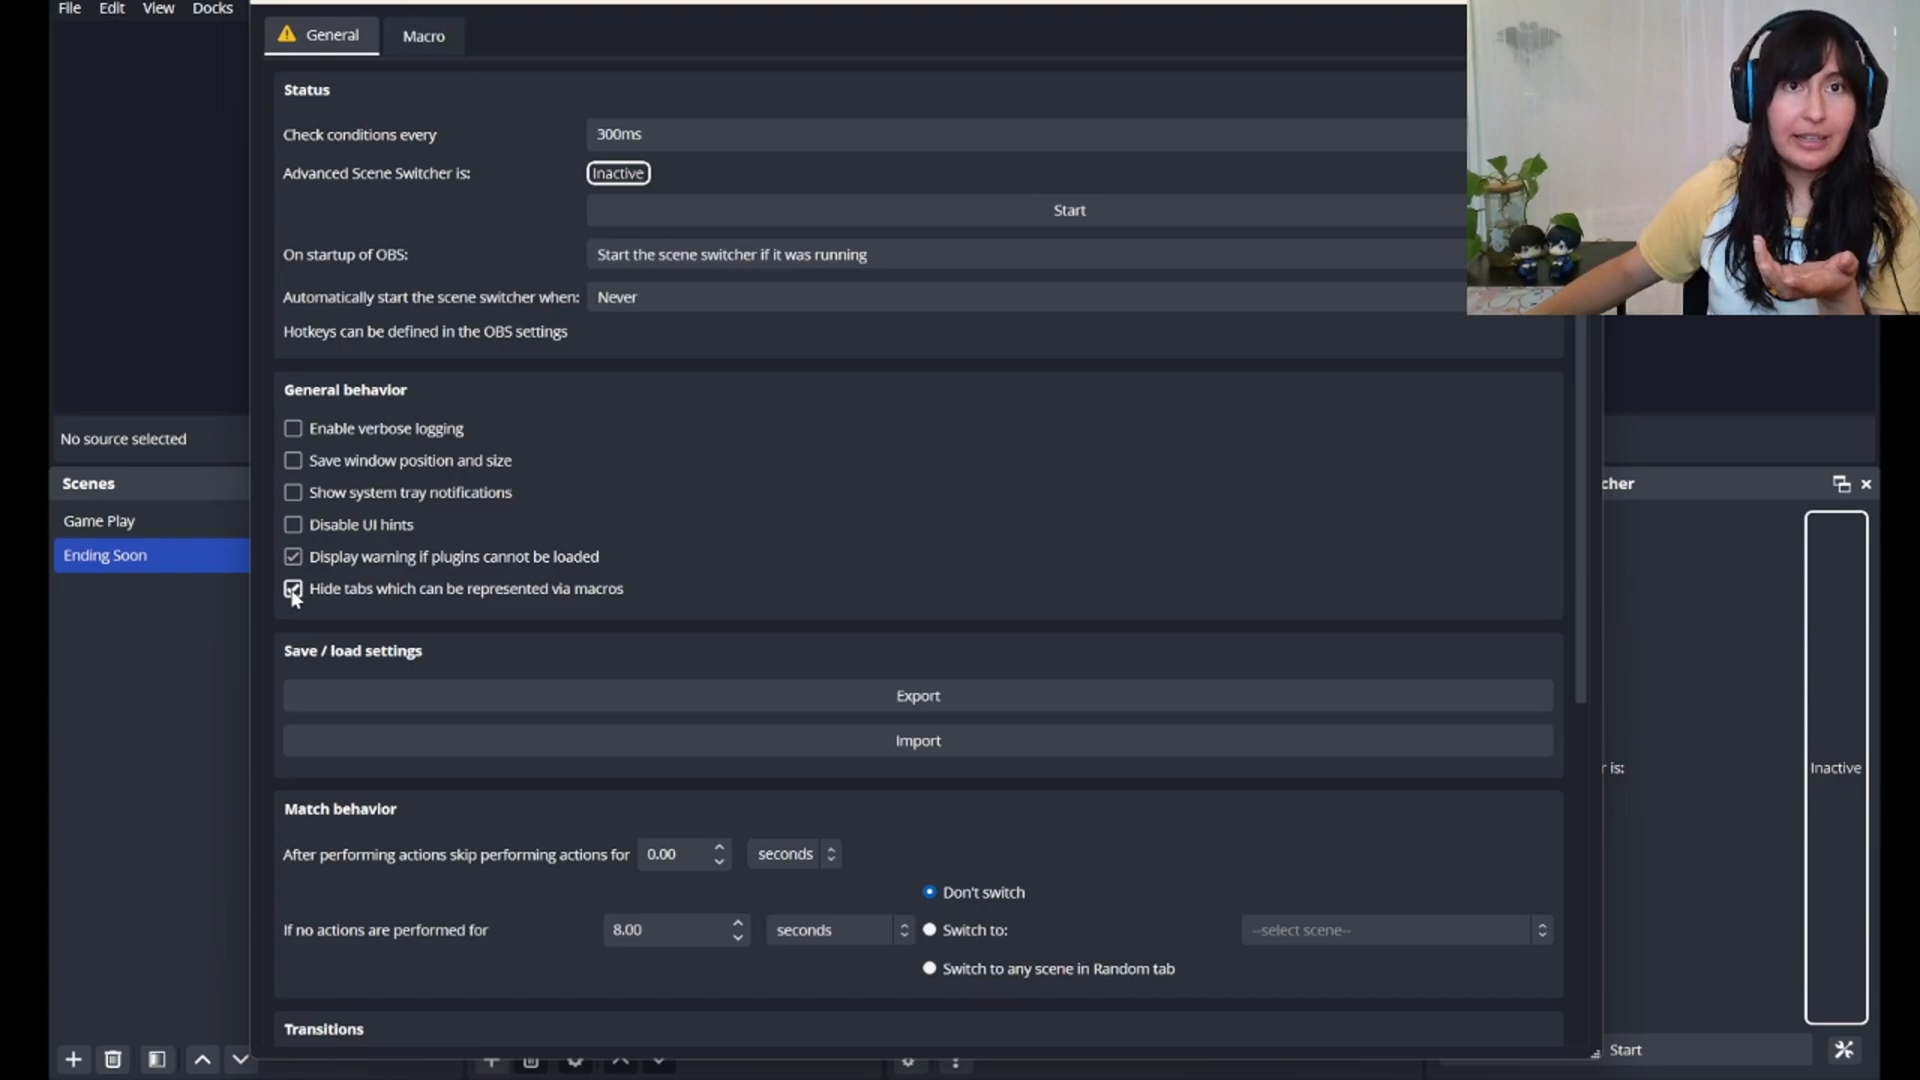 File Edit View Docks
General Macro
Status
Check conditions every 300ms
Advanced Scene Switcher is: Inactive
Start
On startup of OBS: Start the scene switcher if it was running
Automatically start the scene switcher when: Never
Hotkeys can be defined in the OBS settings
General behavior
Enable verbose logging
Save window position and size
Show system tray notifications
Disable UI hints
Display warning if plugins cannot be loaded
Hide tabs which can be represented via macros
Save / load settings
Export
Import
Match behavior
After performing actions skip performing actions for 0.00 seconds
Don't switch
If no actions are performed for 8.00 seconds Switch to: --select scene--
Switch to any scene in Random tab
Transitions
No source selected
Scenes
Game Play
Ending Soon
cher
r is: Inactive
Start